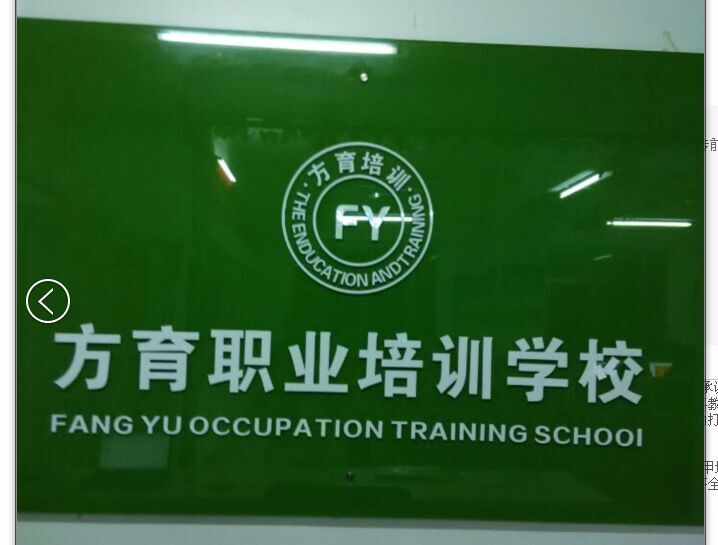 ·方育培训·
THE ENDUCATION ANDTRAINING
FY
方育职业培训学校
FANG YU OCCUPATION TRAINING SCHOOl